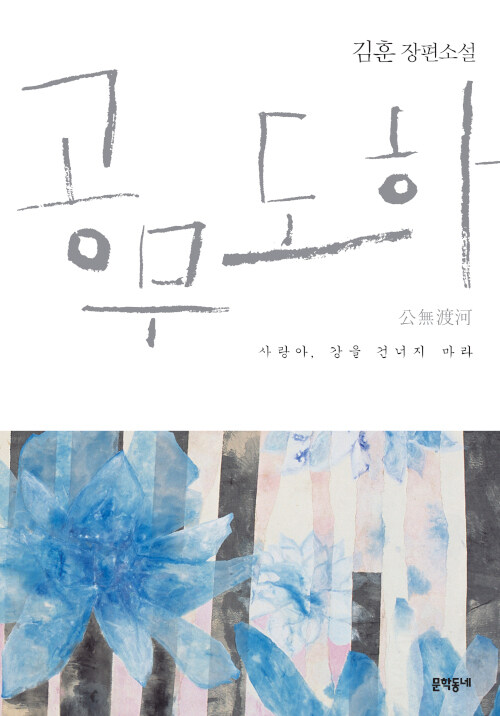 김훈 장편소설
공무도하
公無渡河
사랑아, 강을 건너지 마라
문학동네